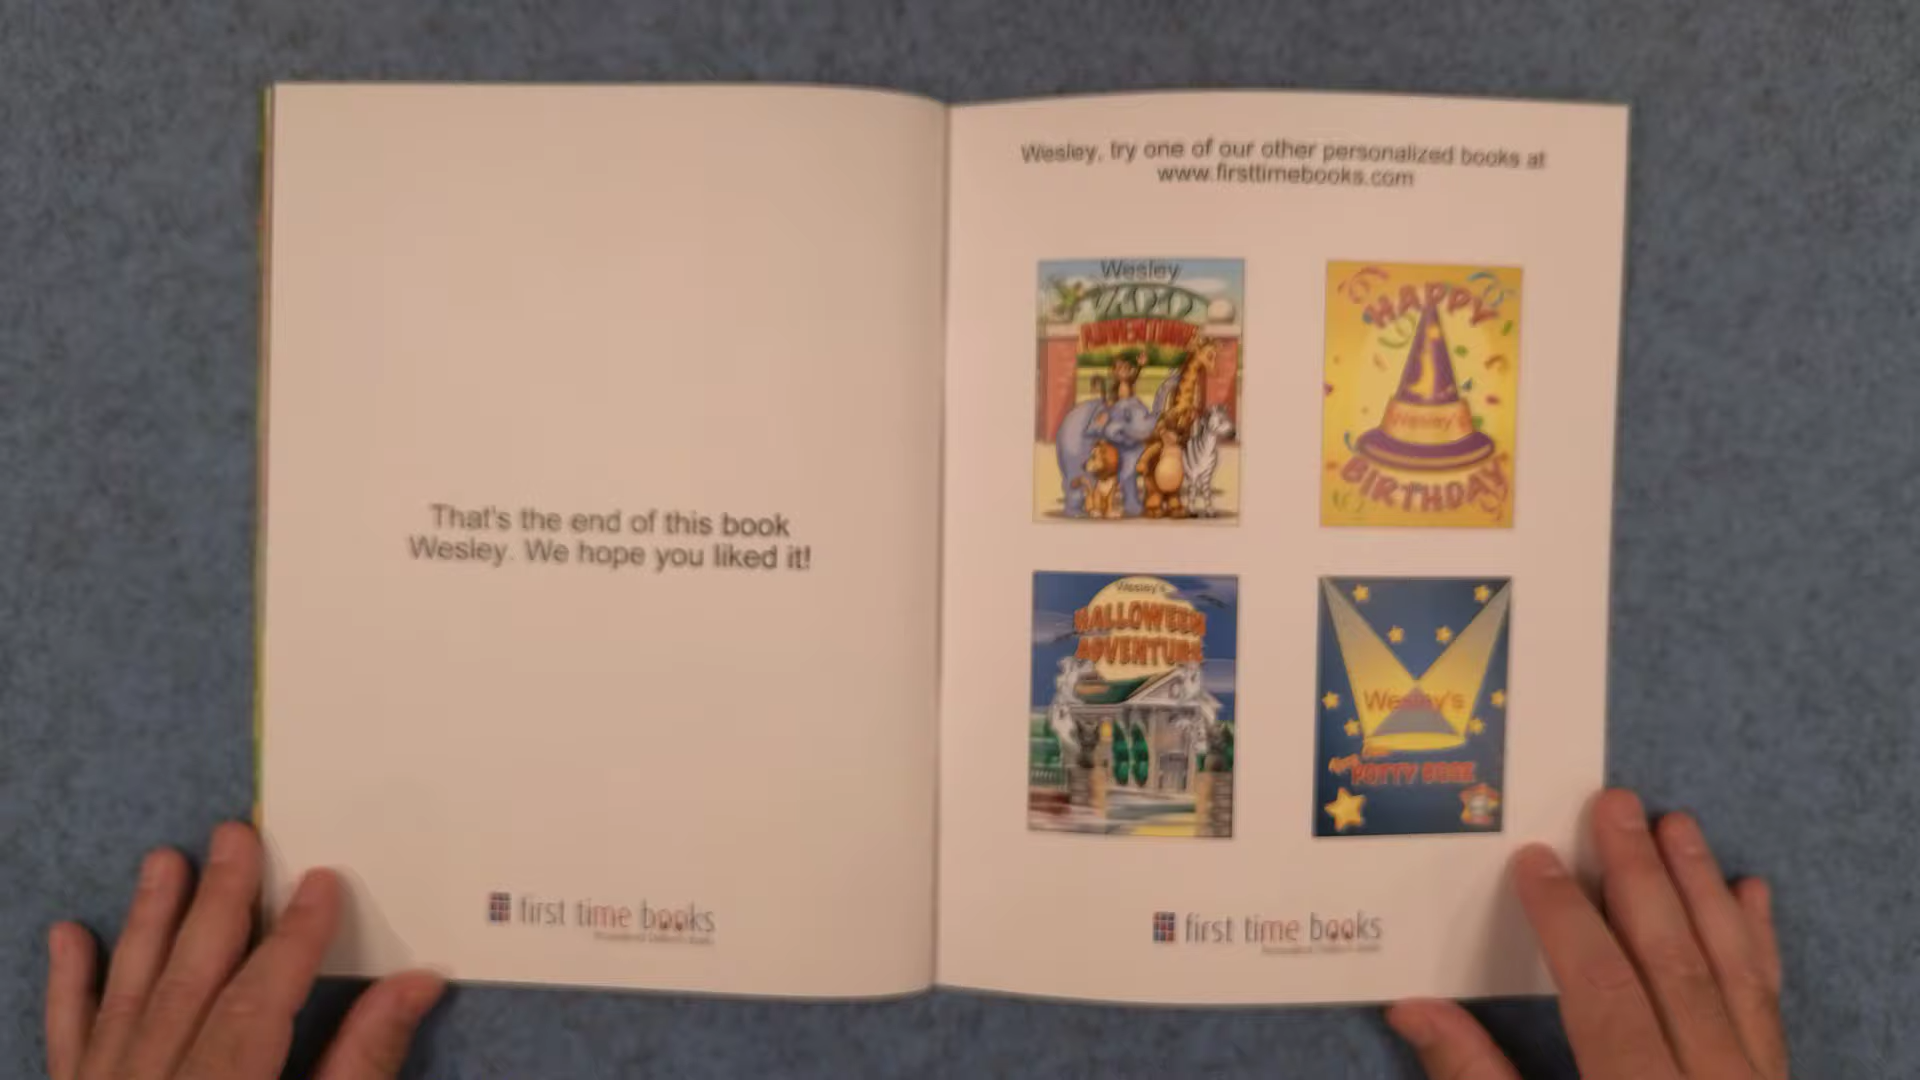 That's the end of this book
Wesley. We hope you liked it!
first time books
Wesley, try one of our other personalized books at
www.firsttimebooks.com
Wesley
ZOO
ADVENTURE
HAPPY
Wesley's
BIRTHDAY
Wesley's
HALLOWEEN
ADVENTURE
Wesley's
POTTY BOOK
first time books